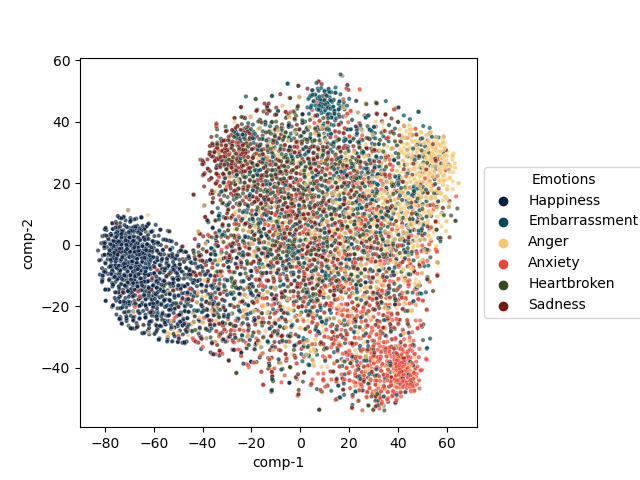 60
40
20
0
−20
−40
comp-2
−80
−60
−40
−20
0
20
40
60
comp-1
Emotions
Happiness
Embarrassment
Anger
Anxiety
Heartbroken
Sadness